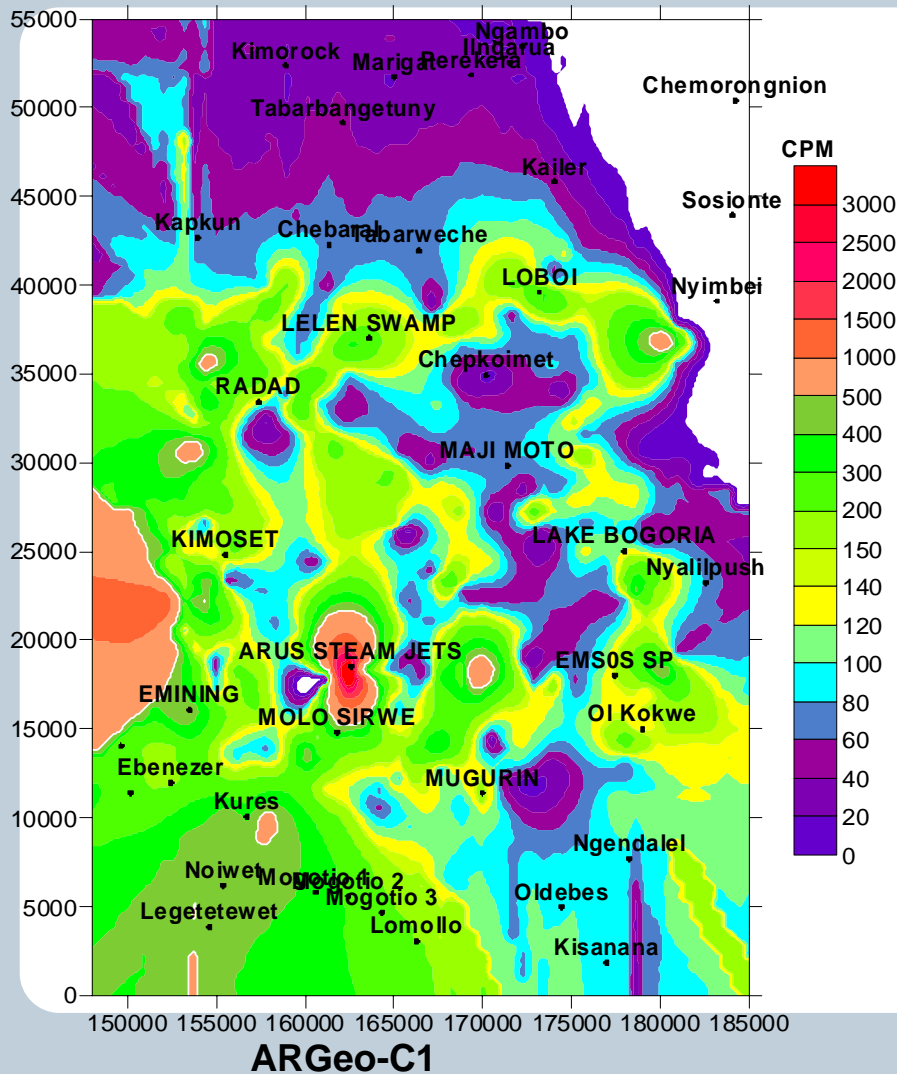 55000
50000
45000
40000
35000
30000
25000
20000
15000
10000
5000
0
150000 155000 160000 165000 170000 175000 180000 185000
Ngambo
Kimorock
Marigat
Perekera
Chemorongnion
Tabarbangetuny
Kailer
Sosionte
Kapkun
Chebaral
Tabarweche
LOBOI
Nyimbei
LELEN SWAMP
Chepkoimet
RADAD
MAJI MOTO
KIMOSET
LAKE BOGORIA
Nyalilpush
ARUS STEAM JETS
EMS0S SP
EMINING
MOLO SIRWE
Ol Kokwe
Ebenezer
MUGURIN
Kures
Ngendalel
Noiwet
Mogotio 1
Mogotio 2
Mogotio 3
Oldebes
Legetetewet
Lomollo
Kisanana
CPM
3000
2500
2000
1500
1000
500
400
300
200
150
140
120
100
80
60
40
20
0
ARGeo-C1